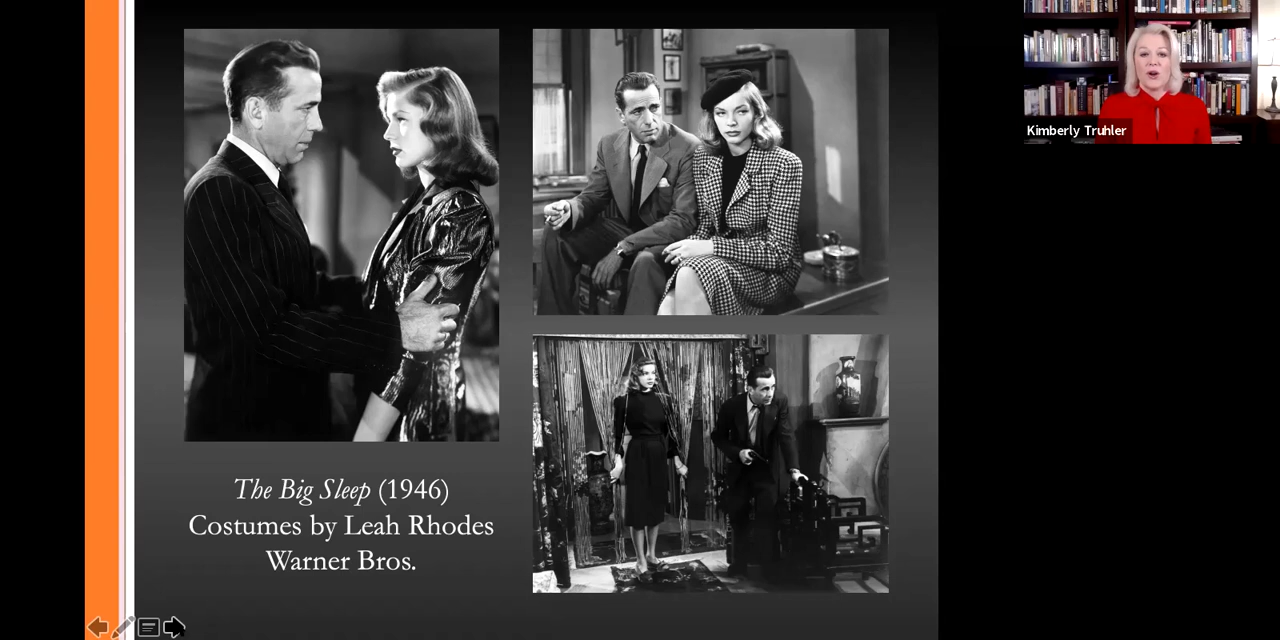 Kimberly Truhler
The Big Sleep (1946)
Costumes by Leah Rhodes
Warner Bros.